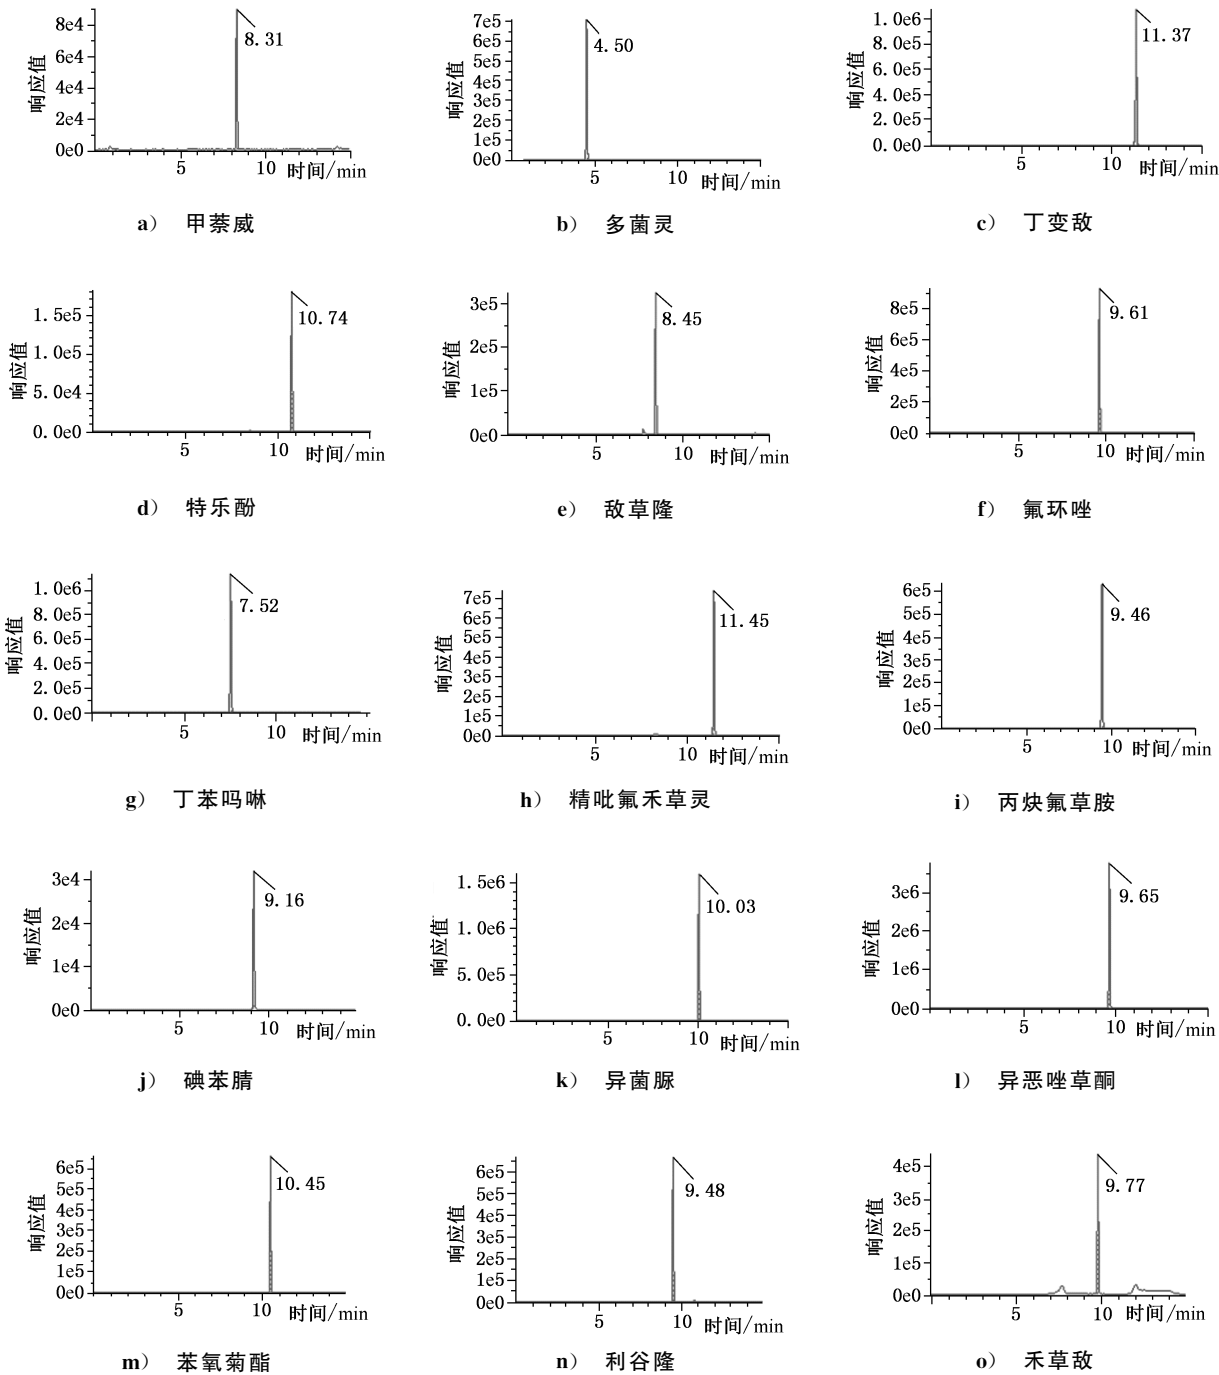 响应值
8e4
6e4
4e4
2e4
0e0
8.31
5
10
时间/min
a） 甲萘威
响应值
7e5
6e5
5e5
4e5
3e5
2e5
1e5
0e0
4.50
5
10
时间/min
b） 多菌灵
响应值
1.0e6
8.0e5
6.0e5
4.0e5
2.0e5
0.0e0
11.37
5
10
时间/min
c） 丁变敌
响应值
1.5e5
1.0e5
5.0e4
0.0e0
10.74
5
10
时间/min
d） 特乐酚
响应值
3e5
2e5
1e5
0e0
8.45
5
10
时间/min
e） 敌草隆
响应值
8e5
6e5
4e5
2e5
0e0
9.61
5
10
时间/min
f） 氟环唑
响应值
1.0e6
8.0e5
6.0e5
4.0e5
2.0e5
0.0e0
7.52
5
10
时间/min
g） 丁苯吗啉
响应值
7e5
6e5
5e5
4e5
3e5
2e5
1e5
0e0
11.45
5
10
时间/min
h） 精吡氟禾草灵
响应值
6e5
5e5
4e5
3e5
2e5
1e5
0e0
9.46
5
10
时间/min
i） 丙炔氟草胺
响应值
3e4
2e4
1e4
0e0
9.16
5
10
时间/min
j） 碘苯腈
响应值
1.5e6
1.0e6
5.0e5
0.0e0
10.03
5
10
时间/min
k） 异菌脲
响应值
3e6
2e6
1e6
0e0
9.65
5
10
时间/min
l） 异恶唑草酮
响应值
6e5
5e5
4e5
3e5
2e5
1e5
0e0
10.45
5
10
时间/min
m） 苯氧菊酯
响应值
6e5
5e5
4e5
3e5
2e5
1e5
0e0
9.48
5
10
时间/min
n） 利谷隆
响应值
4e5
3e5
2e5
1e5
0e0
9.77
5
10
时间/min
o） 禾草敌